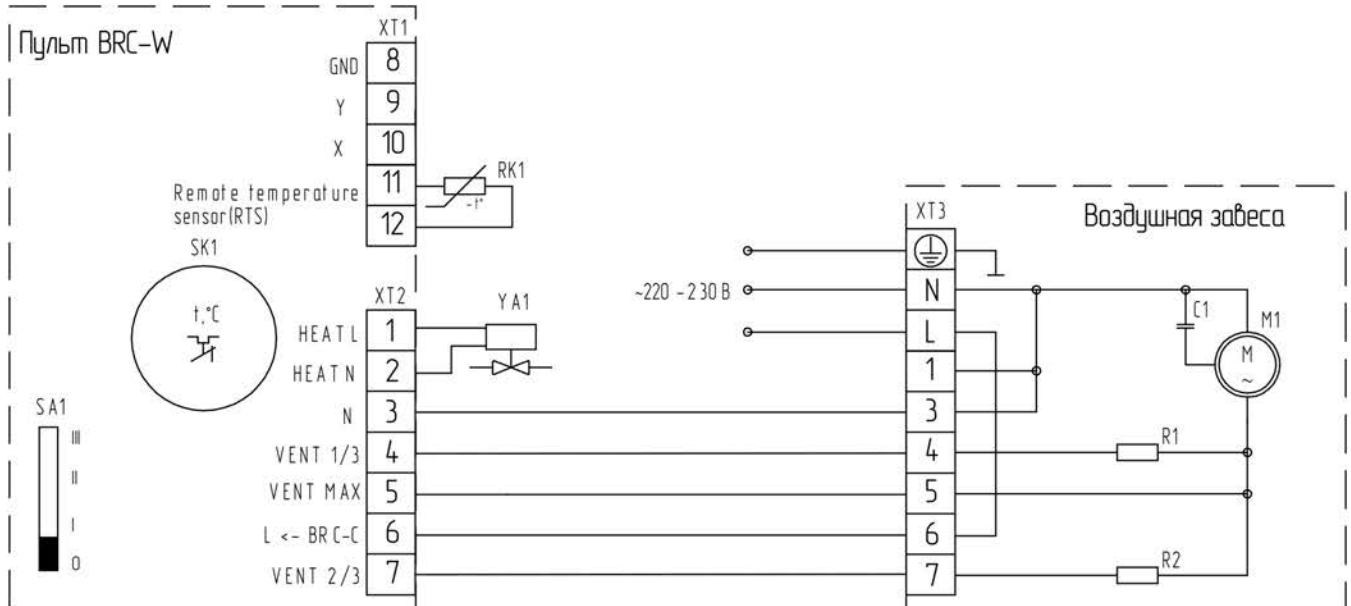 Пульт BRC-W
XT1
GND 8
Y 9
X 10
Remote temperature
sensor(RTS)
11
12
RK1
-t°
SK1
t,°C
XT2
HEAT L 1
HEAT N 2
N 3
VENT 1/3 4
VENT MAX 5
L <- BRC-C 6
VENT 2/3 7
YA1
SA1
III
II
I
0
~220 -230 В
XT3
Воздушная завеса
N
L
1
3
4
5
6
7
C1
M1
M
~
R1
R2